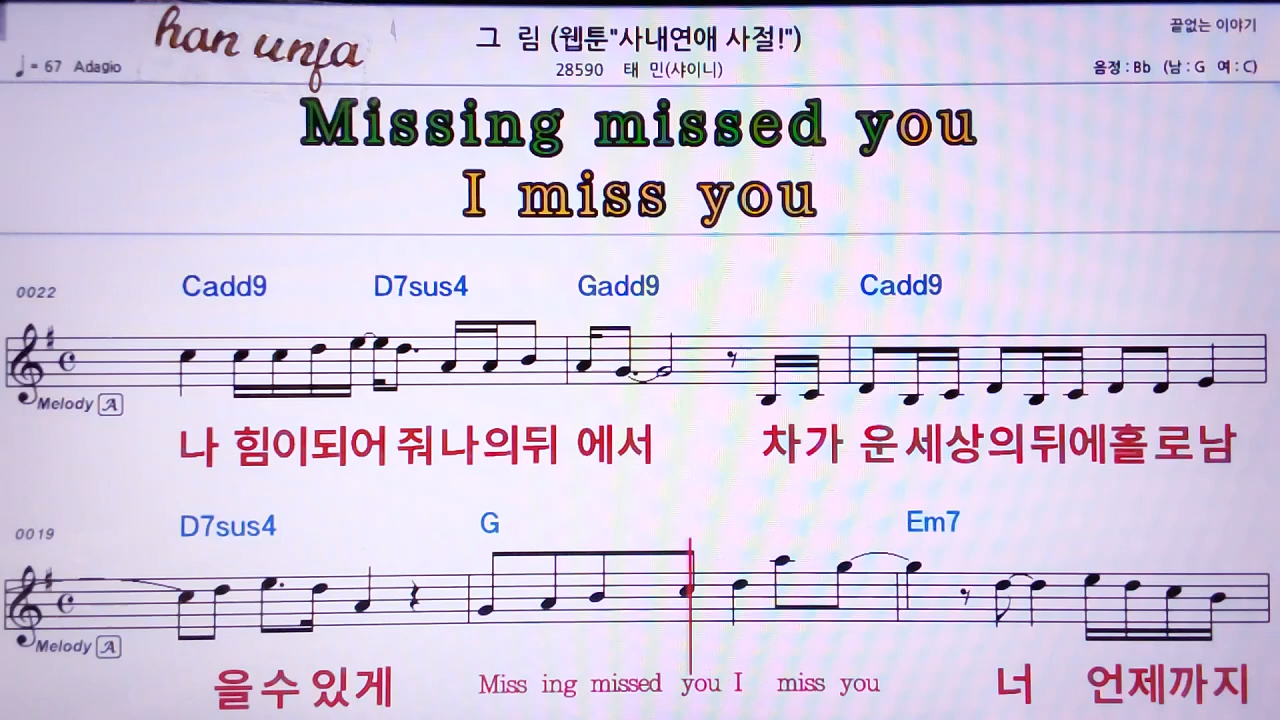 han unfa
그 림 (웹툰"사내연애 사절!")
끝없는 이야기
♩= 67 Adagio
28590 태 민(샤이니)
음정 : Bb (남 : G 여 : C)
Missing missed you
I miss you
0022 Cadd9 D7sus4 Gadd9 Cadd9
Melody A
나 힘이되어 줘나의뒤 에서 차가 운세상의뒤에홀로남
0019 D7sus4 G Em7
Melody A
을수있게 Miss ing missed you I miss you 너 언제까지